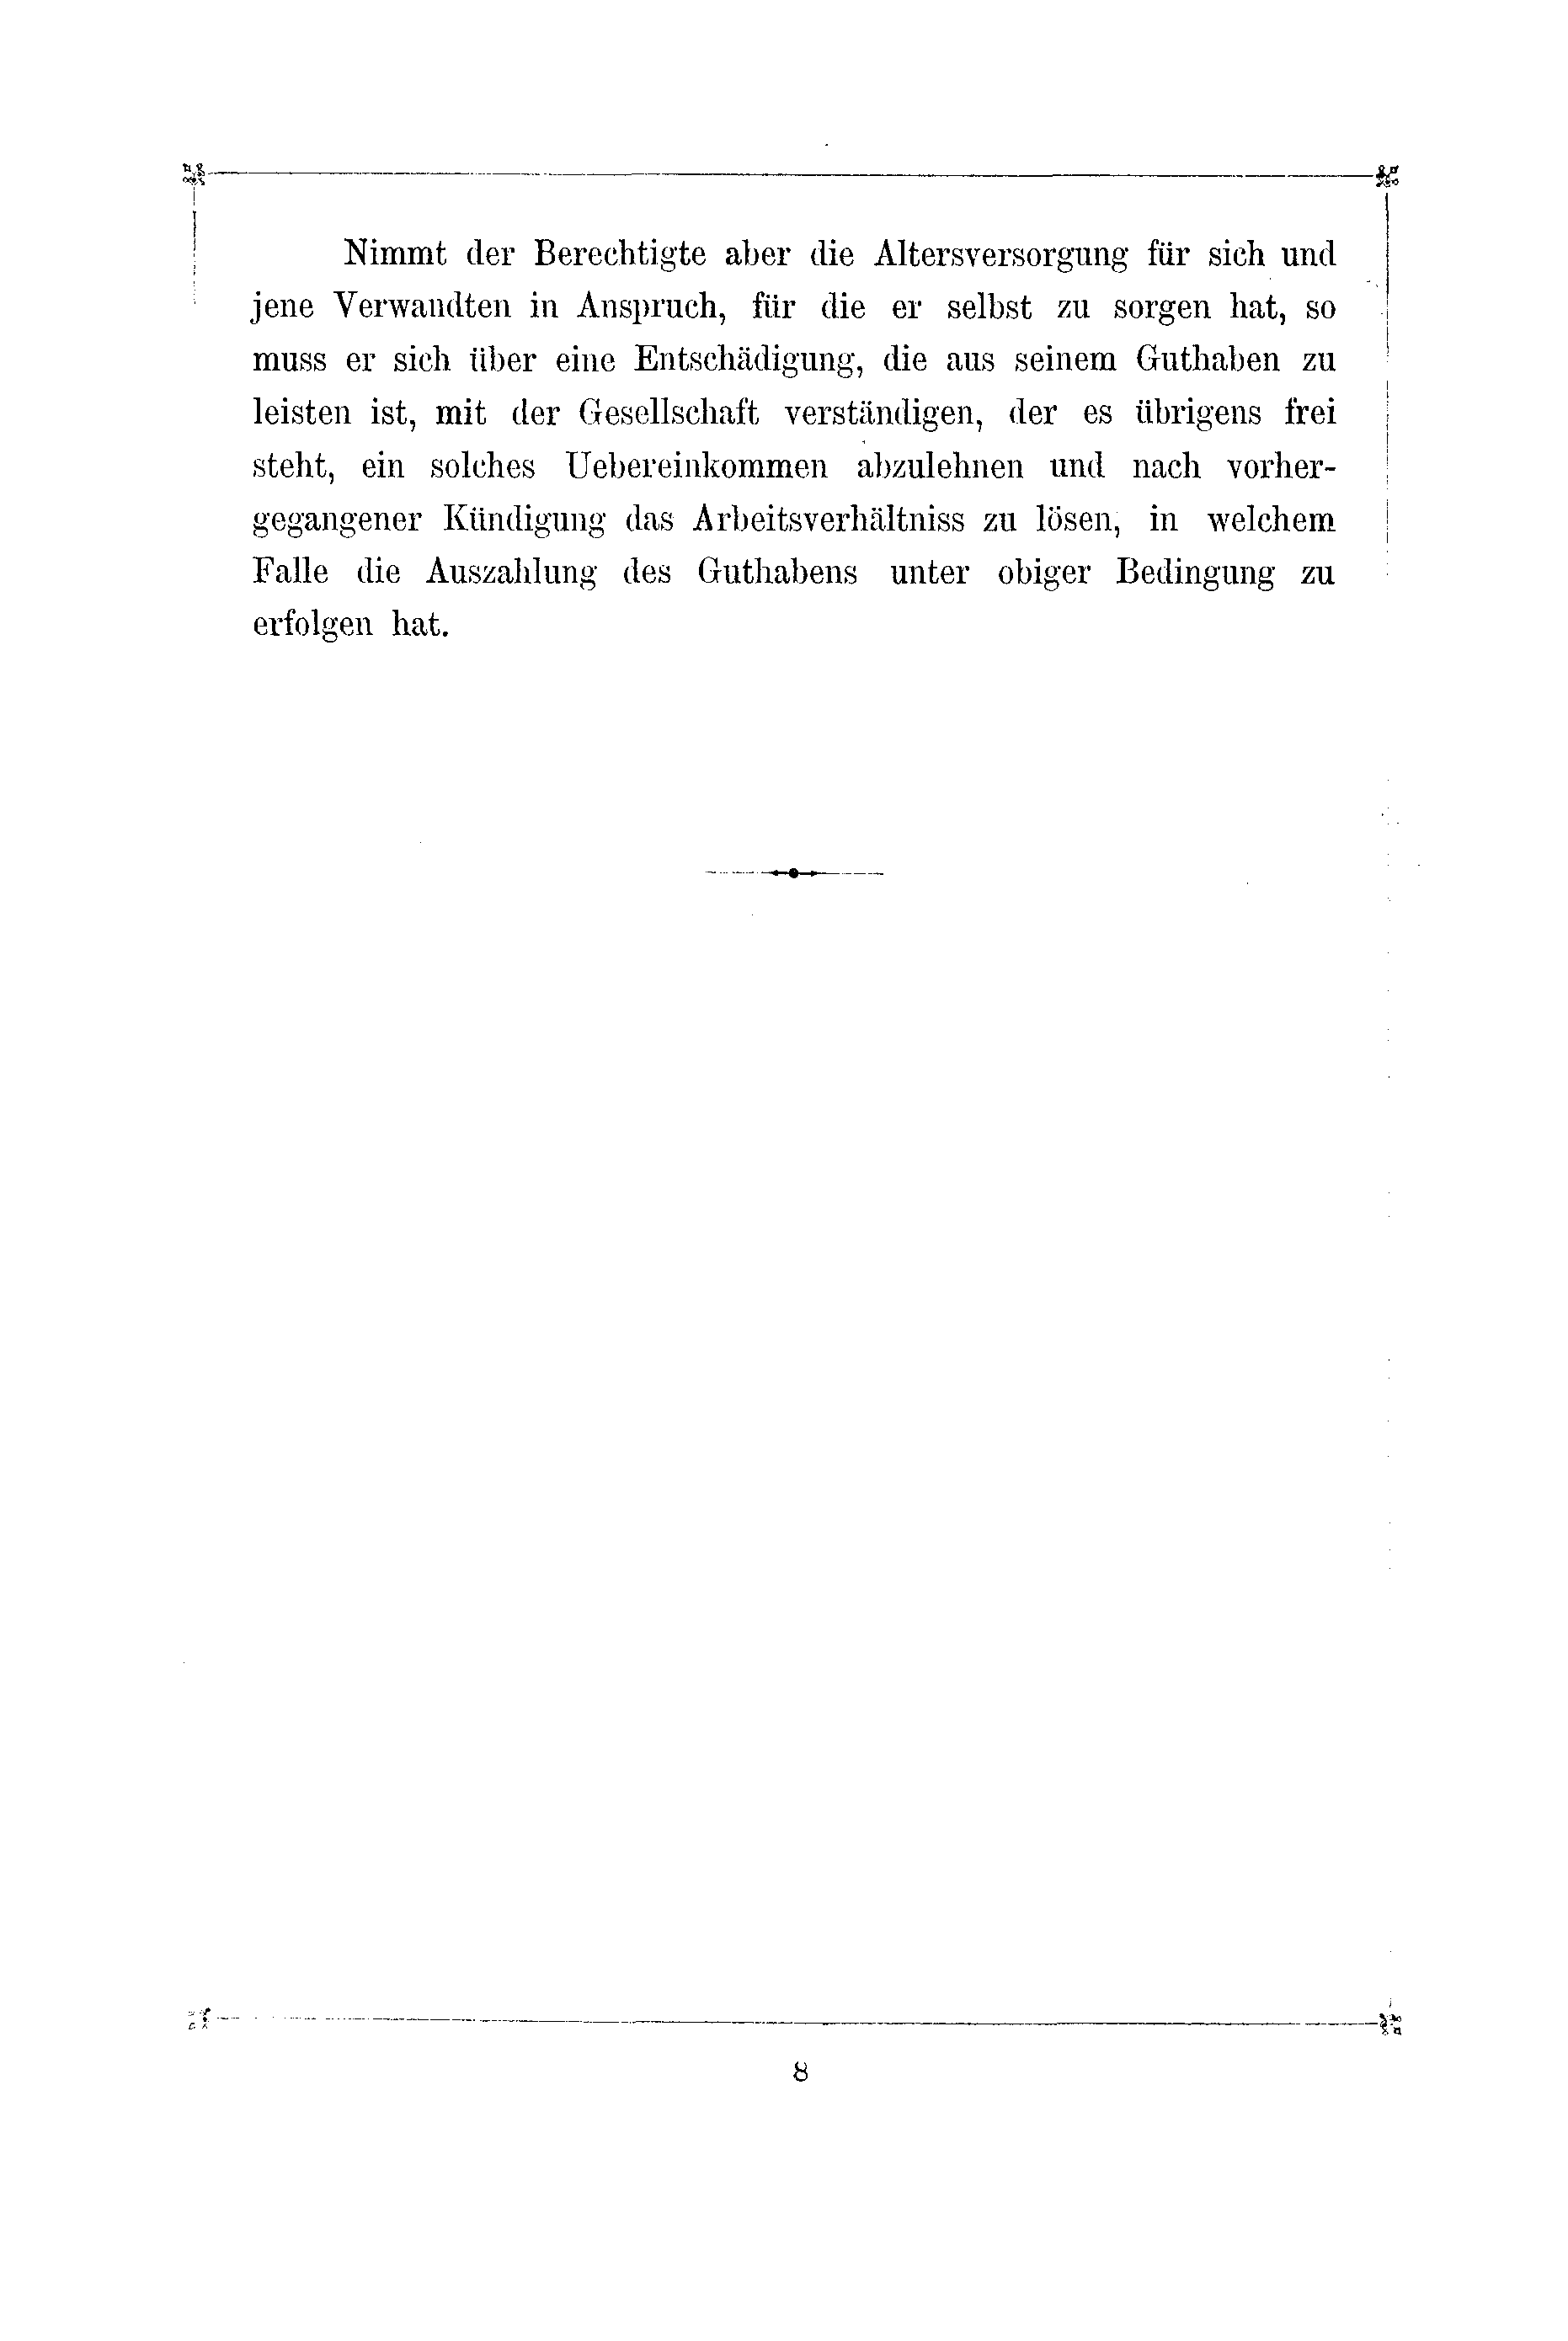 Nimmt der Berechtigte aber die Altersversorgung für sich und
jene Verwandten in Anspruch, für die er selbst zu sorgen hat, so
muss er sich über eine Entschädigung, die aus seinem Guthaben zu
leisten ist, mit der Gesellschaft verständigen, der es übrigens frei
steht, ein solches Uebereinkommen abzulehnen und nach vorher-
gegangener Kündigung das Arbeitsverhältniss zu lösen, in welchem
Falle die Auszahlung des Guthabens unter obiger Bedingung zu
erfolgen hat.
8